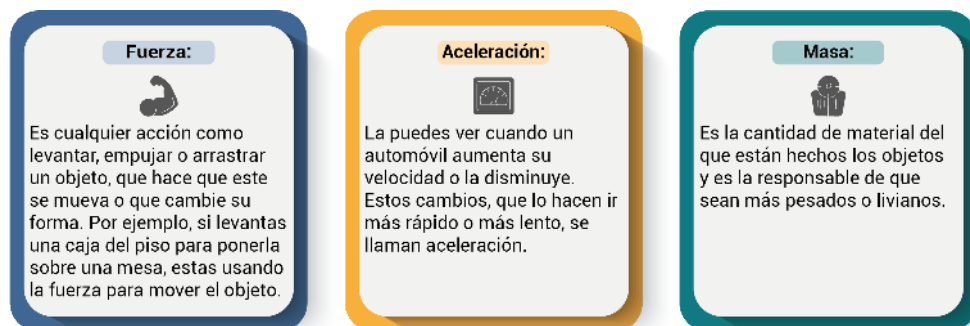 Fuerza:
Es cualquier acción como
levantar, empujar o arrastrar
un objeto, que hace que este
se mueva o que cambie su
forma. Por ejemplo, si levantas
una caja del piso para ponerla
sobre una mesa, estas usando
la fuerza para mover el objeto.
Aceleración:
La puedes ver cuando un
automóvil aumenta su
velocidad o la disminuye.
Estos cambios, que lo hacen ir
más rápido o más lento, se
llaman aceleración.
Masa:
Es la cantidad de material del
que están hechos los objetos
y es la responsable de que
sean más pesados o livianos.